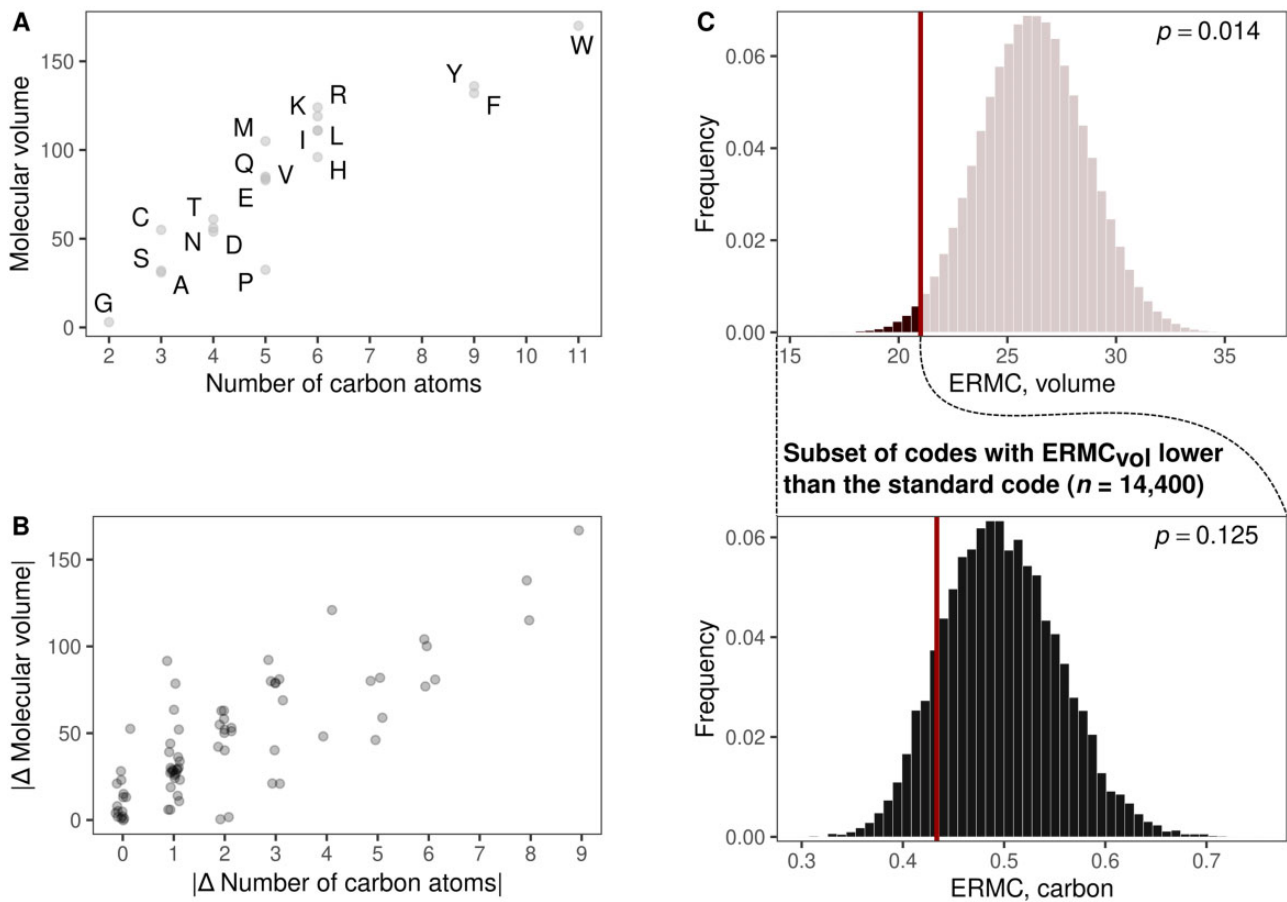 A
Molecular volume
150
100
50
0
W
Y
F
R
K
M
I
L
Q
V
H
E
C
T
S
N
D
A
P
G
2 3 4 5 6 7 8 9 10 11
Number of carbon atoms
B
|Δ Molecular volume|
150
100
50
0
0 1 2 3 4 5 6 7 8 9
|Δ Number of carbon atoms|
C
p = 0.014
Frequency
0.06
0.04
0.02
0.00
15 20 25 30 35
ERMC, volume
Subset of codes with ERMCvol lower
than the standard code (n = 14,400)
p = 0.125
Frequency
0.06
0.04
0.02
0.00
0.3 0.4 0.5 0.6 0.7
ERMC, carbon